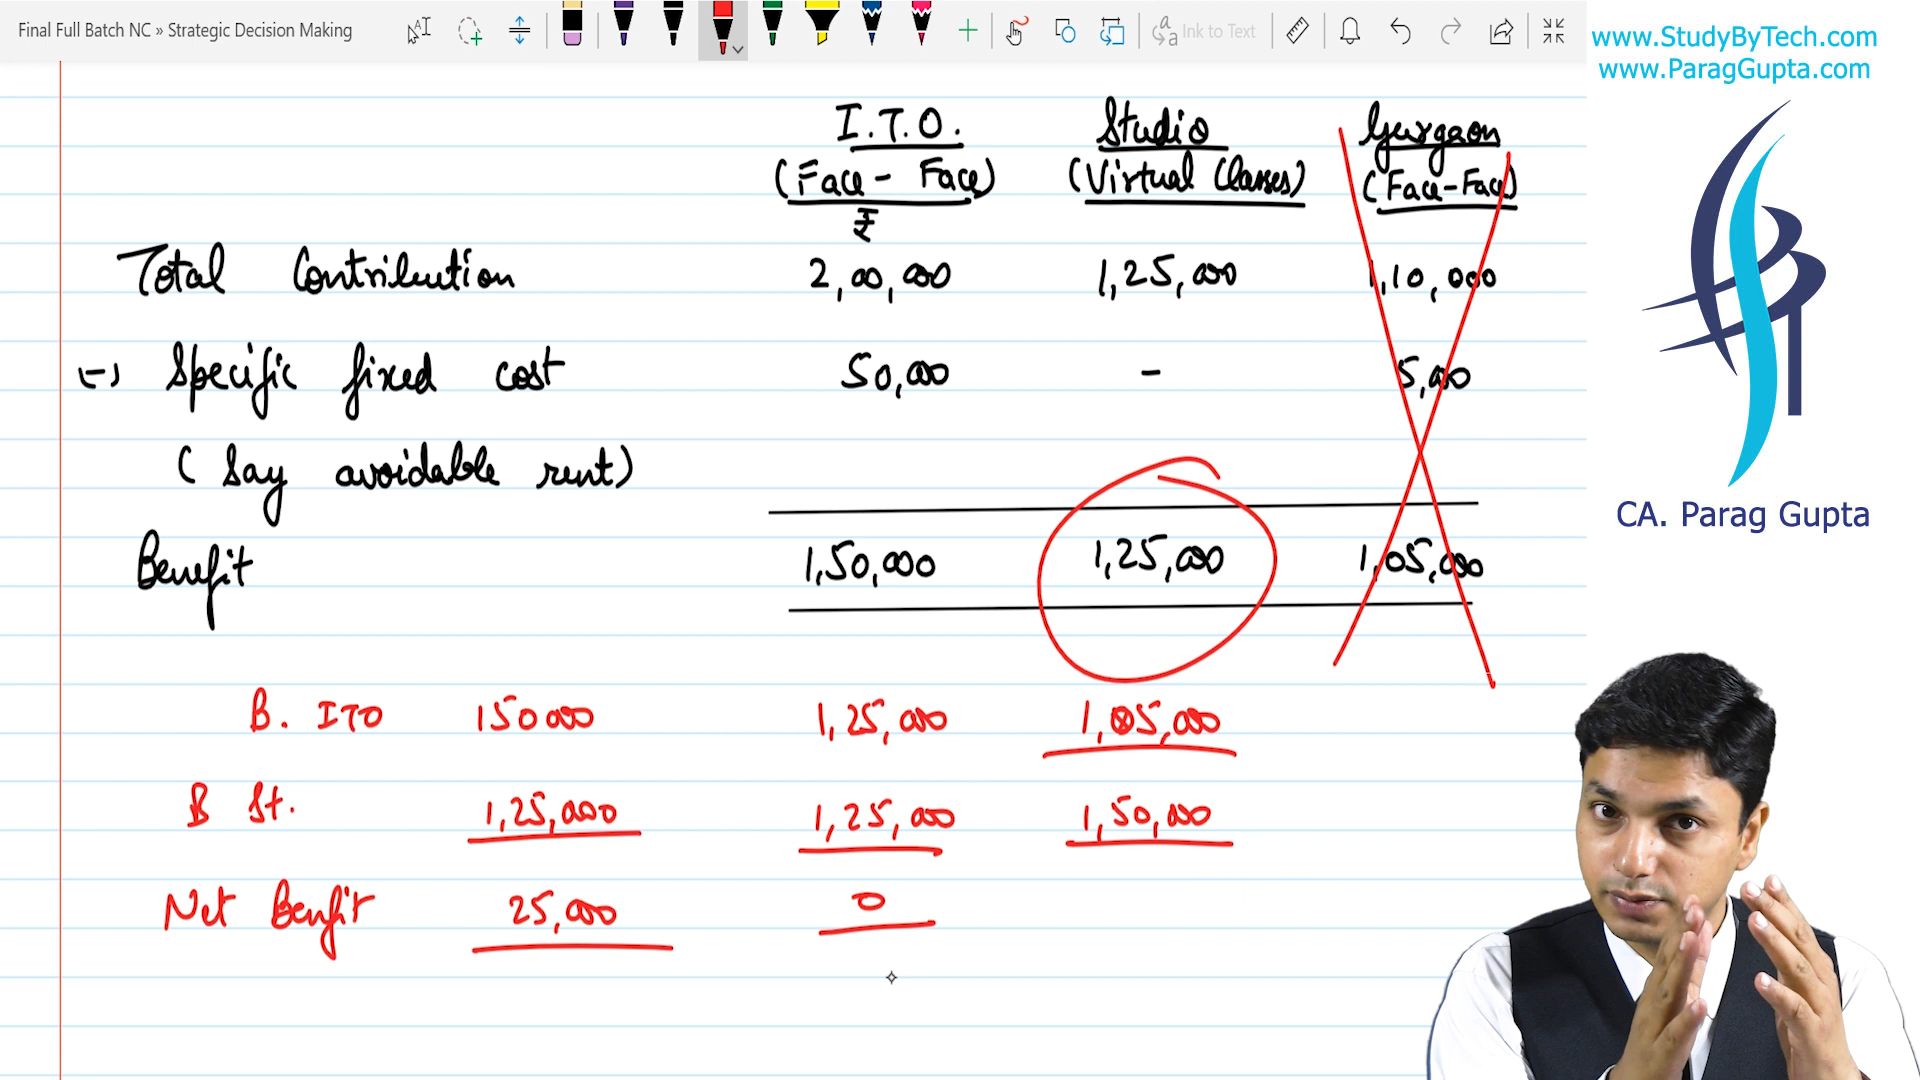 Final Full Batch NC » Strategic Decision Making
Ink to Text
www.StudyByTech.com
www.ParagGupta.com
I.T.O. Studio Gurgaon
(Face - Face) (Virtual Classes) (Face-Face)
₹
Total Contribution 2,00,000 1,25,000 1,10,000
(-) Specific fixed cost 50,000 - 5,000
(Say avoidable rent)
Benefit 1,50,000 1,25,000 1,05,000
CA. Parag Gupta
B. ITO 150000 1,25,000 1,05,000
B St. 1,25,000 1,25,000 1,50,000
Net Benefit 25,000 0